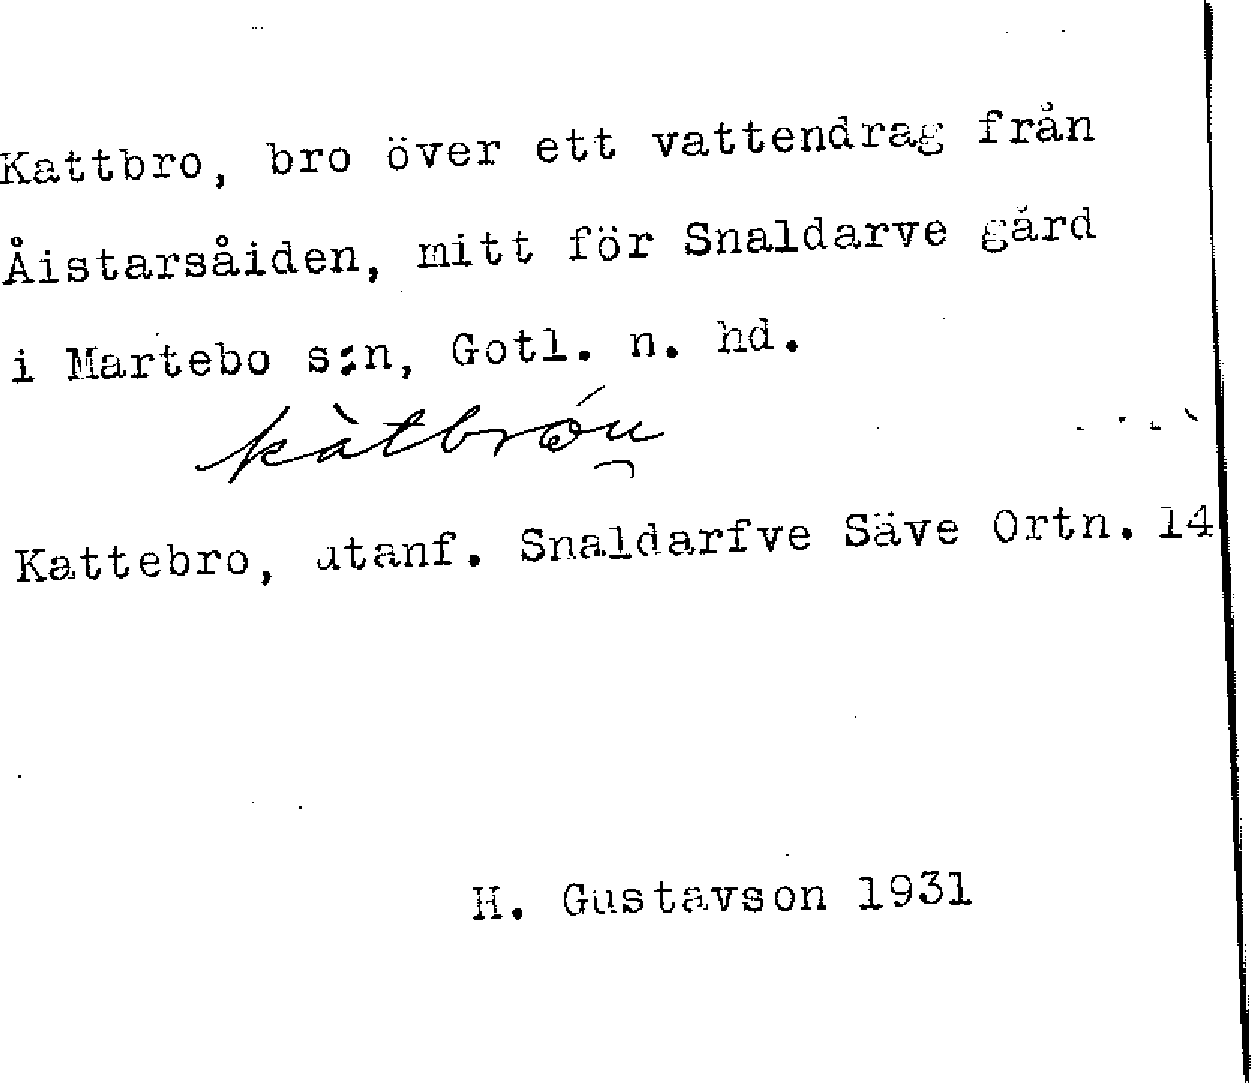 Kattbro, bro över ett vattendrag från
Åistarsåiden, mitt för Snaldarve gård
i Martebo s:n, Gotl. n. hd.
kàtbrǿu̯
Kattebro, utanf. Snaldarfve Säve Ortn. 14
H. Gustavson 1931